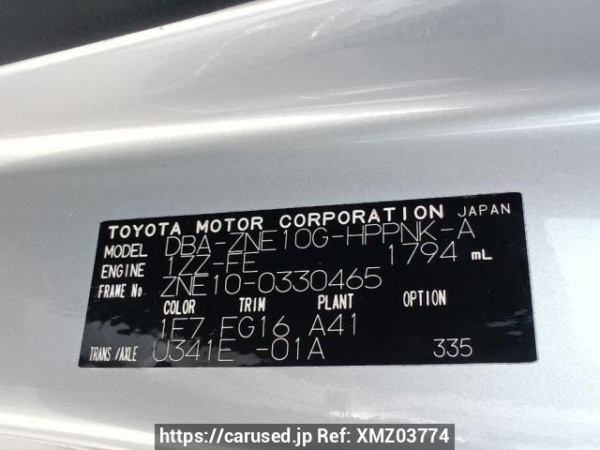 TOYOTA MOTOR CORPORATION JAPAN
MODEL DBA-ZNE10G-HPPNK-A
ENGINE 1ZZ-FE 1794 mL
FRAME No ZNE10-0330465
COLOR TRIM PLANT OPTION
1E7 FG16 A41
TRANS/AXLE U341E -01A 335
https://carused.jp Ref: XMZ03774